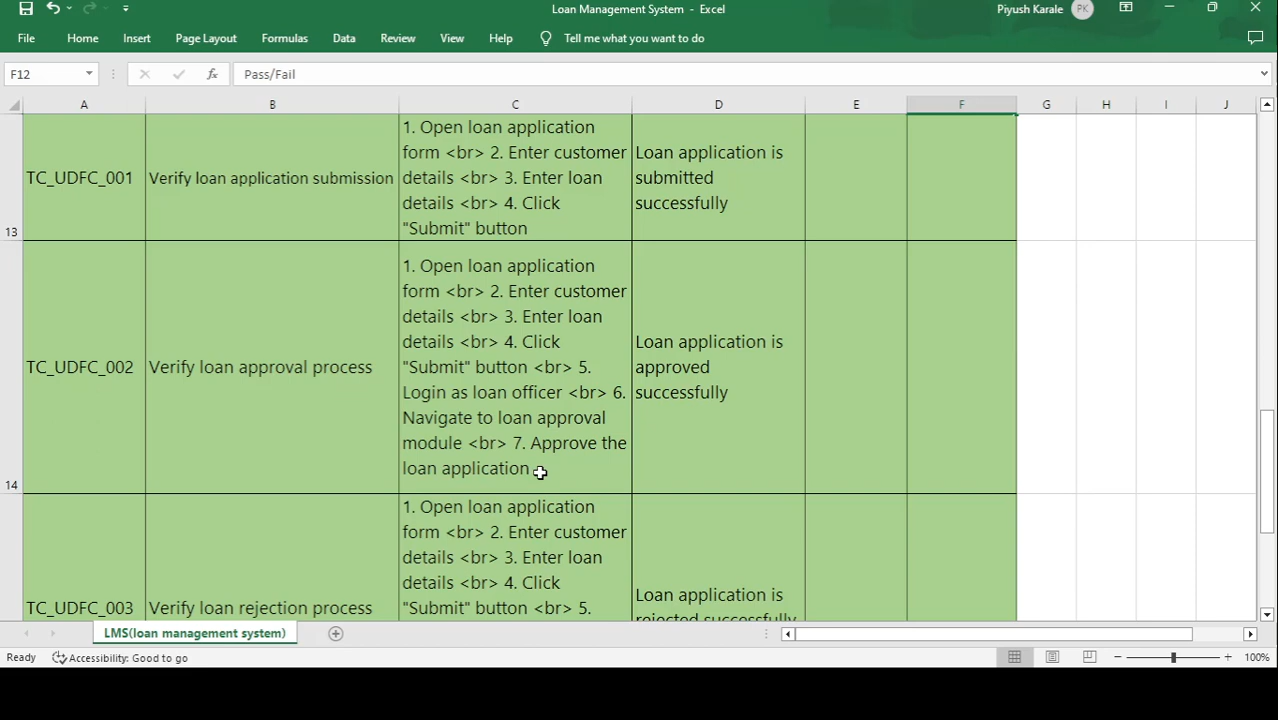 Loan Management System - Excel
Piyush Karale PK
File Home Insert Page Layout Formulas Data Review View Help Tell me what you want to do
F12 fx Pass/Fail
A B C D E F G H I J
13
TC_UDFC_001
Verify loan application submission
1. Open loan application
form <br> 2. Enter customer
details <br> 3. Enter loan
details <br> 4. Click
"Submit" button
Loan application is
submitted
successfully
14
TC_UDFC_002
Verify loan approval process
1. Open loan application
form <br> 2. Enter customer
details <br> 3. Enter loan
details <br> 4. Click
"Submit" button <br> 5.
Login as loan officer <br> 6.
Navigate to loan approval
module <br> 7. Approve the
loan application
Loan application is
approved
successfully
TC_UDFC_003
Verify loan rejection process
1. Open loan application
form <br> 2. Enter customer
details <br> 3. Enter loan
details <br> 4. Click
"Submit" button <br> 5.
Loan application is
rejected successfully
LMS(loan management system)
Ready Accessibility: Good to go 100%